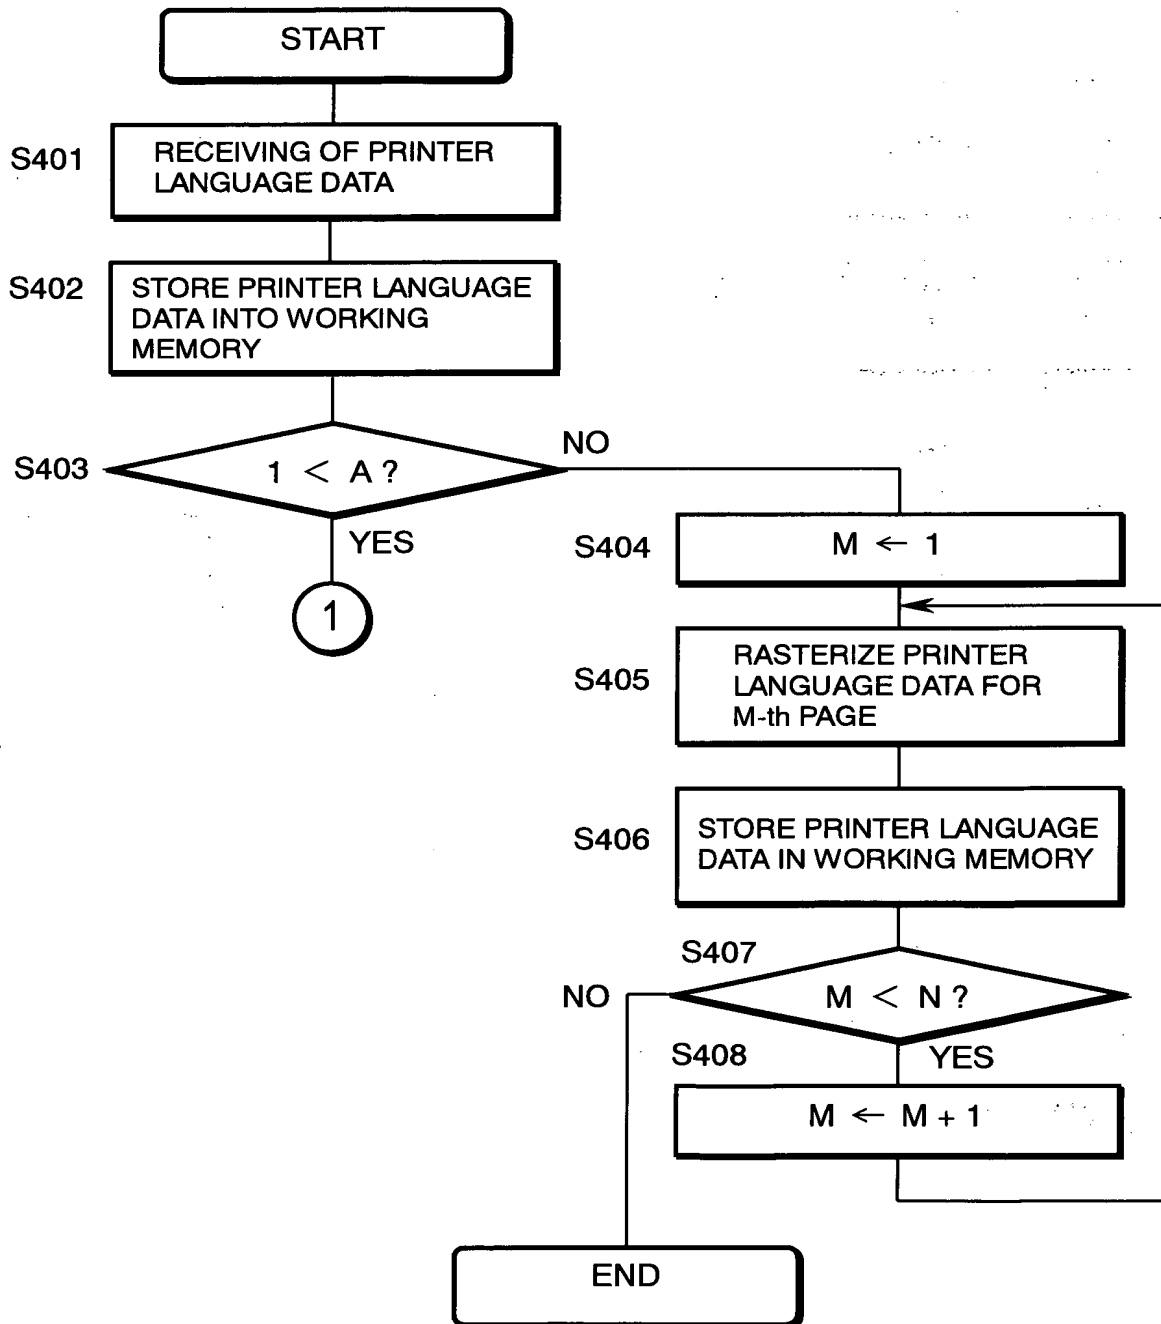 START
S401
RECEIVING OF PRINTER
LANGUAGE DATA
S402
STORE PRINTER LANGUAGE
DATA INTO WORKING
MEMORY
S403
1 < A ?
NO
YES
1
S404
M ← 1
S405
RASTERIZE PRINTER
LANGUAGE DATA FOR
M-th PAGE
S406
STORE PRINTER LANGUAGE
DATA IN WORKING MEMORY
S407
M < N ?
NO
YES
S408
M ← M + 1
END